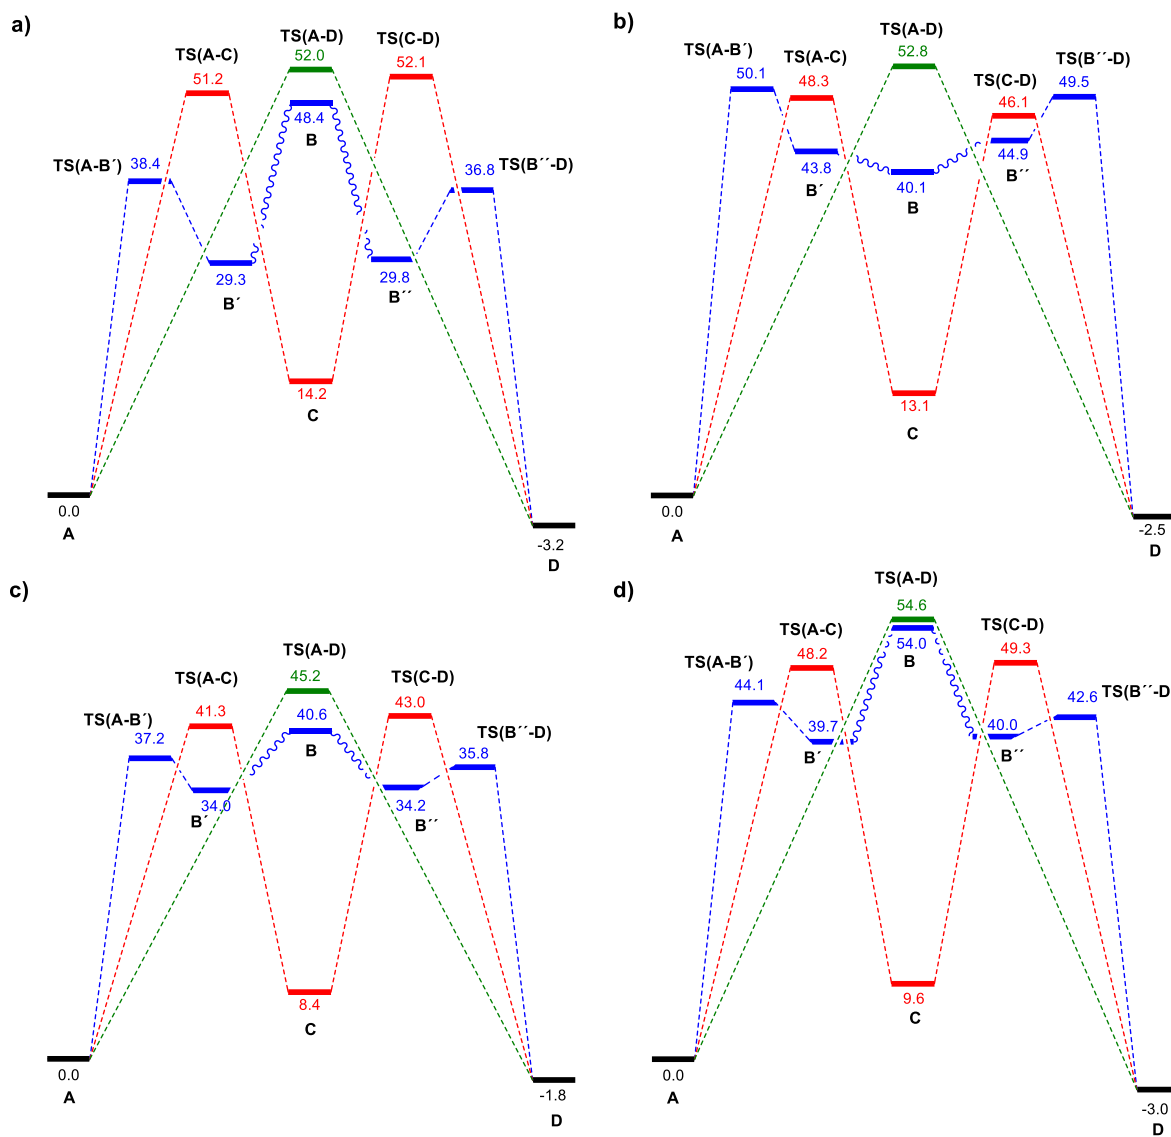 a)
TS(A-D)
52.0
TS(A-C)
51.2
TS(C-D)
52.1
48.4
B
TS(A-B´)
38.4
36.8
TS(B´´-D)
29.3
B´
29.8
B´´
14.2
C
0.0
A
-3.2
D
b)
TS(A-D)
52.8
TS(A-B´)
50.1
TS(A-C)
48.3
TS(C-D)
46.1
TS(B´´-D)
49.5
43.8
B´
40.1
B
44.9
B´´
13.1
C
0.0
A
-2.5
D
c)
TS(A-D)
45.2
TS(A-C)
41.3
TS(C-D)
43.0
40.6
B
TS(A-B´)
37.2
TS(B´´-D)
35.8
34.0
B´
34.2
B´´
8.4
C
0.0
A
-1.8
D
d)
TS(A-D)
54.6
54.0
B
TS(A-C)
48.2
TS(C-D)
49.3
TS(A-B´)
44.1
42.6
TS(B´´-D
39.7
B´
40.0
B´´
9.6
C
0.0
A
-3.0
D